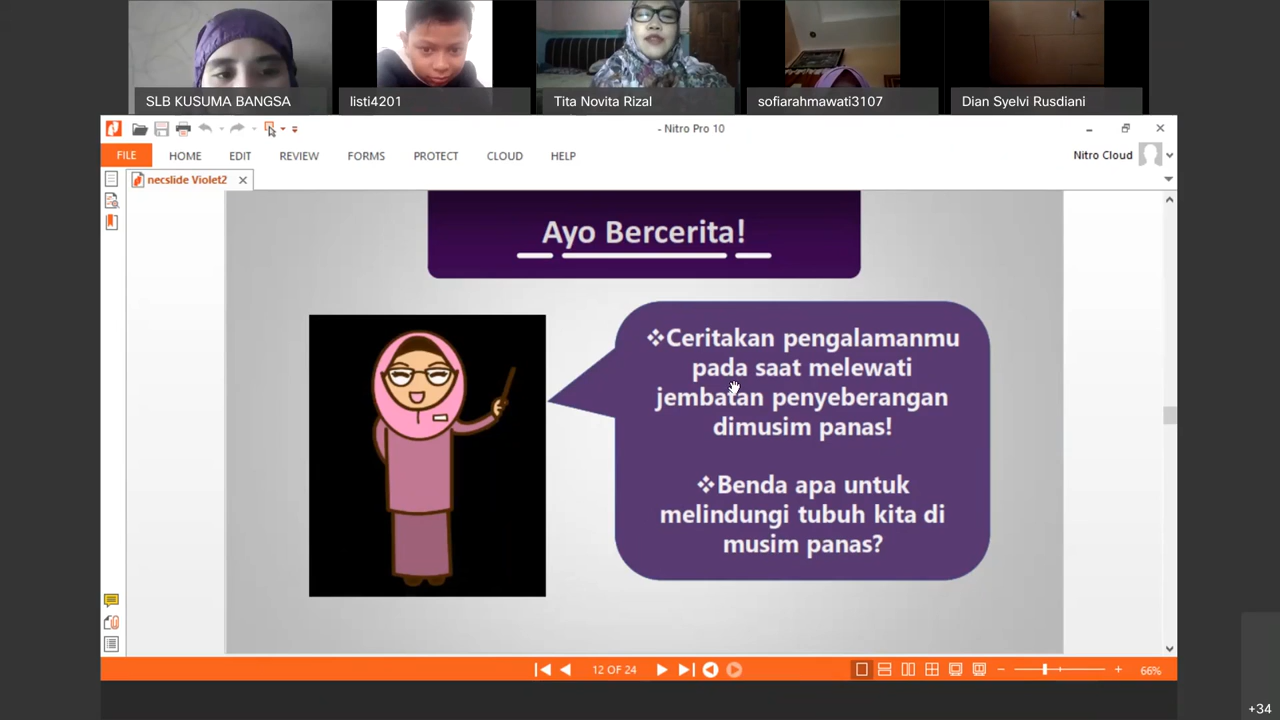 SLB KUSUMA BANGSA
listi4201
Tita Novita Rizal
sofiarahmawati3107
Dian Syelvi Rusdiani
- Nitro Pro 10
FILE
HOME
EDIT
REVIEW
FORMS
PROTECT
CLOUD
HELP
Nitro Cloud
necslide Violet2
Ayo Bercerita!
❖Ceritakan pengalamanmu
pada saat melewati
jembatan penyeberangan
dimusim panas!
❖Benda apa untuk
melindungi tubuh kita di
musim panas?
12 OF 24
66%
+34